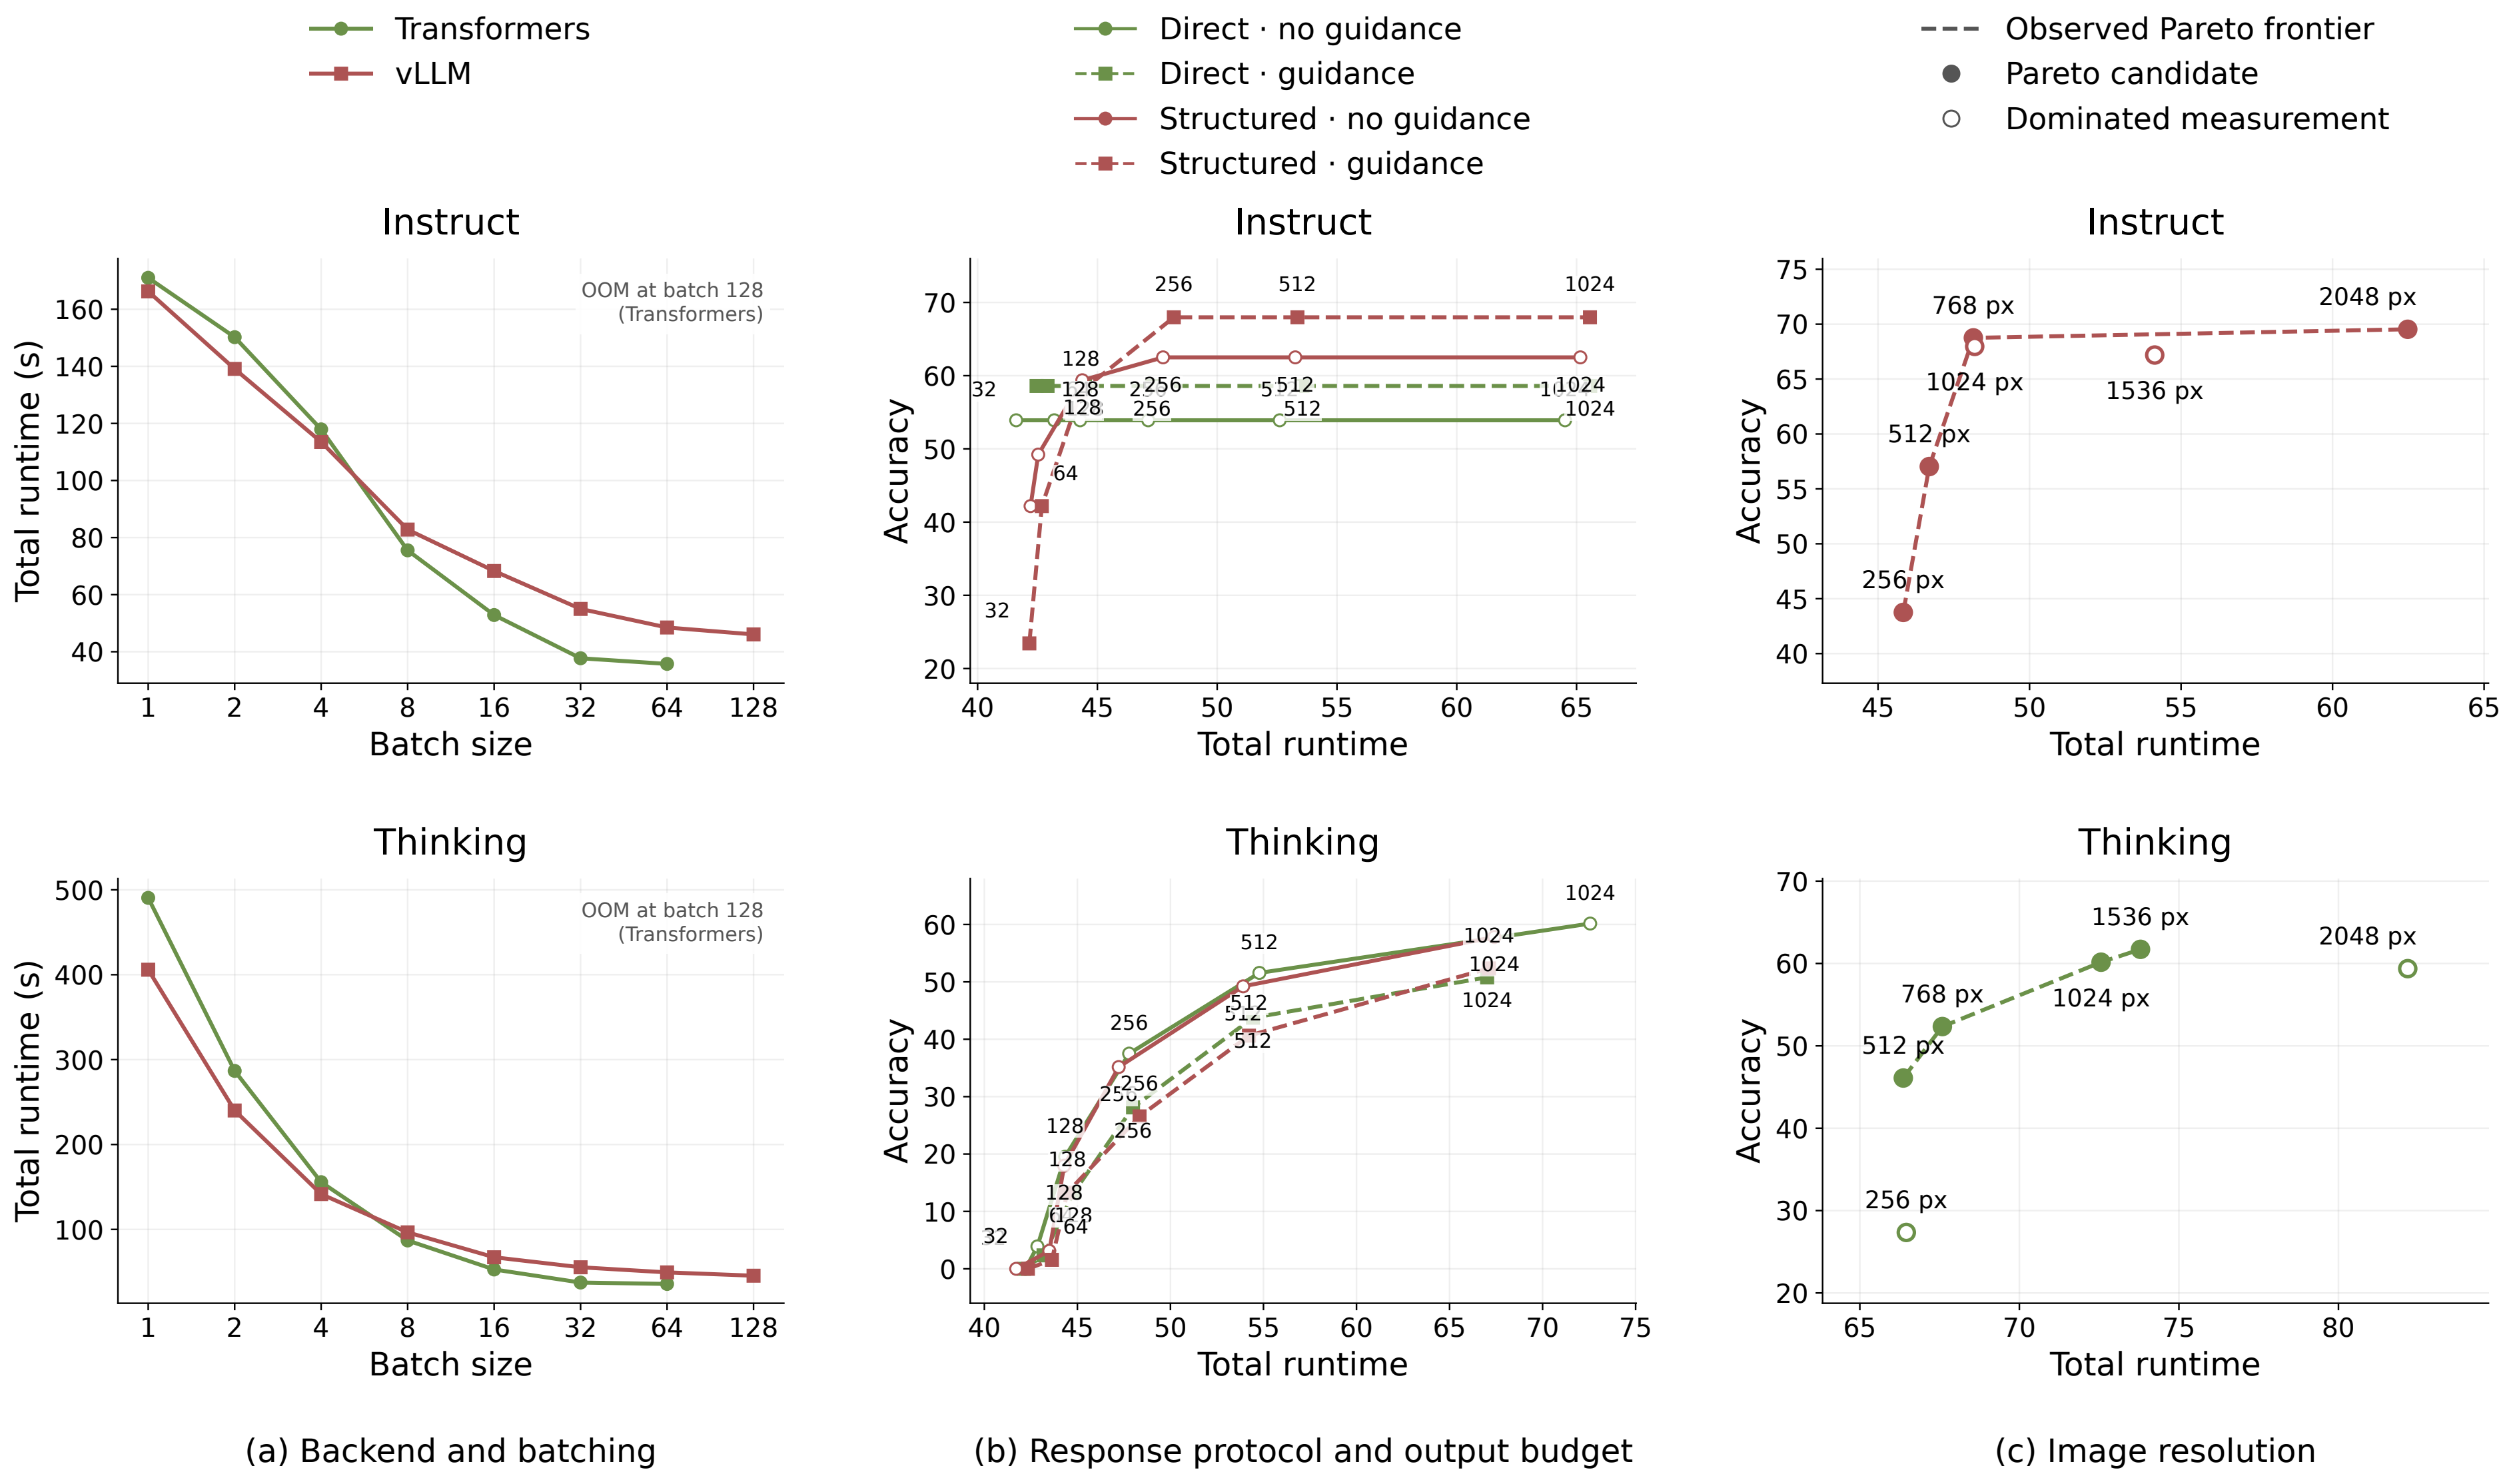 Transformers
vLLM
Direct · no guidance
Direct · guidance
Structured · no guidance
Structured · guidance
Observed Pareto frontier
Pareto candidate
Dominated measurement
Instruct
Total runtime (s)
160
140
120
100
80
60
40
OOM at batch 128
(Transformers)
1 2 4 8 16 32 64 128
Batch size
Instruct
Accuracy
70
60
50
40
30
20
256 512 1024
128
32 128 256 512 1024
128 256 512 1024
64
32
40 45 50 55 60 65
Total runtime
Instruct
Accuracy
75
70
65
60
55
50
45
40
768 px
2048 px
1024 px
1536 px
512 px
256 px
45 50 55 60 65
Total runtime
Thinking
Total runtime (s)
500
400
300
200
100
OOM at batch 128
(Transformers)
1 2 4 8 16 32 64 128
Batch size
Thinking
Accuracy
60
50
40
30
20
10
0
1024
512
1024
1024
1024
512
512
512
256
256
256
256
128
128
128
128
64
32
40 45 50 55 60 65 70 75
Total runtime
Thinking
Accuracy
70
60
50
40
30
20
1536 px
2048 px
768 px
1024 px
512 px
256 px
65 70 75 80
Total runtime
(a) Backend and batching
(b) Response protocol and output budget
(c) Image resolution